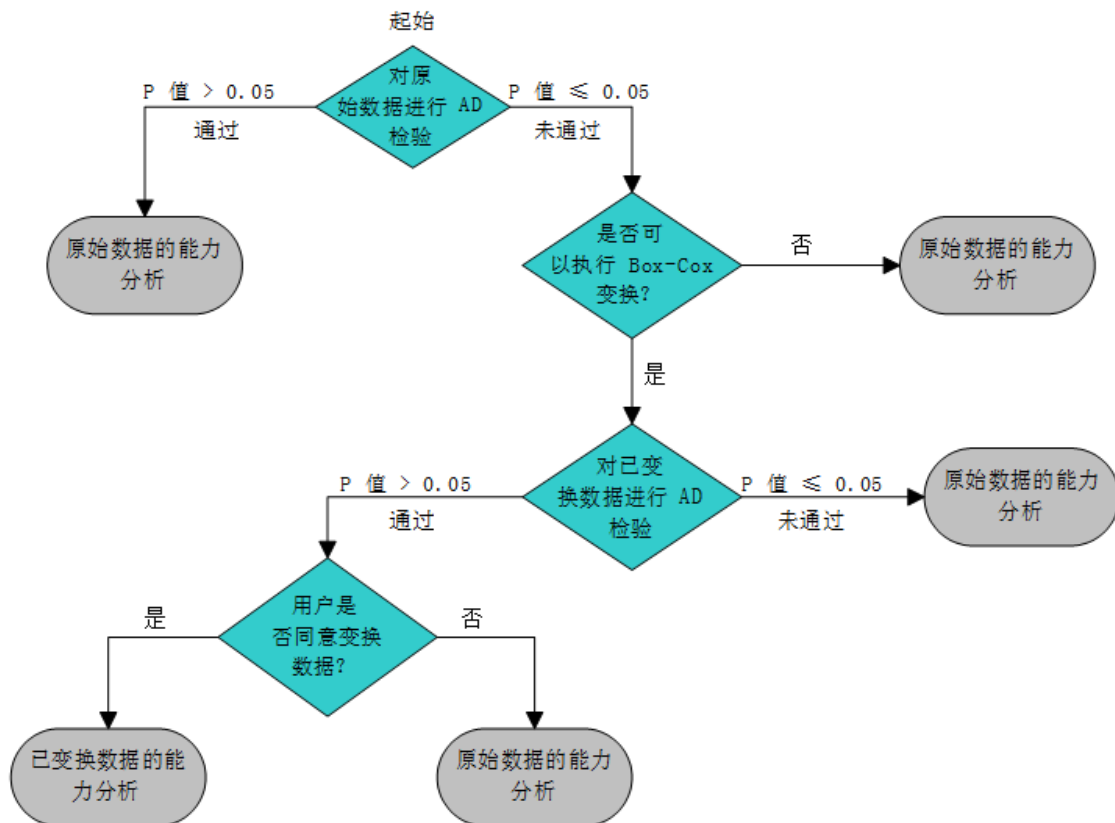 起始
对原
始数据进行 AD
检验
P 值 > 0.05
通过
P 值 ≤ 0.05
未通过
原始数据的能力
分析
是否可
以执行 Box-Cox
变换?
否
原始数据的能力
分析
是
对已变
换数据进行 AD
检验
P 值 > 0.05
通过
P 值 ≤ 0.05
未通过
原始数据的能力
分析
用户是
否同意变换
数据?
是
否
已变换数据的能
力分析
原始数据的能力
分析